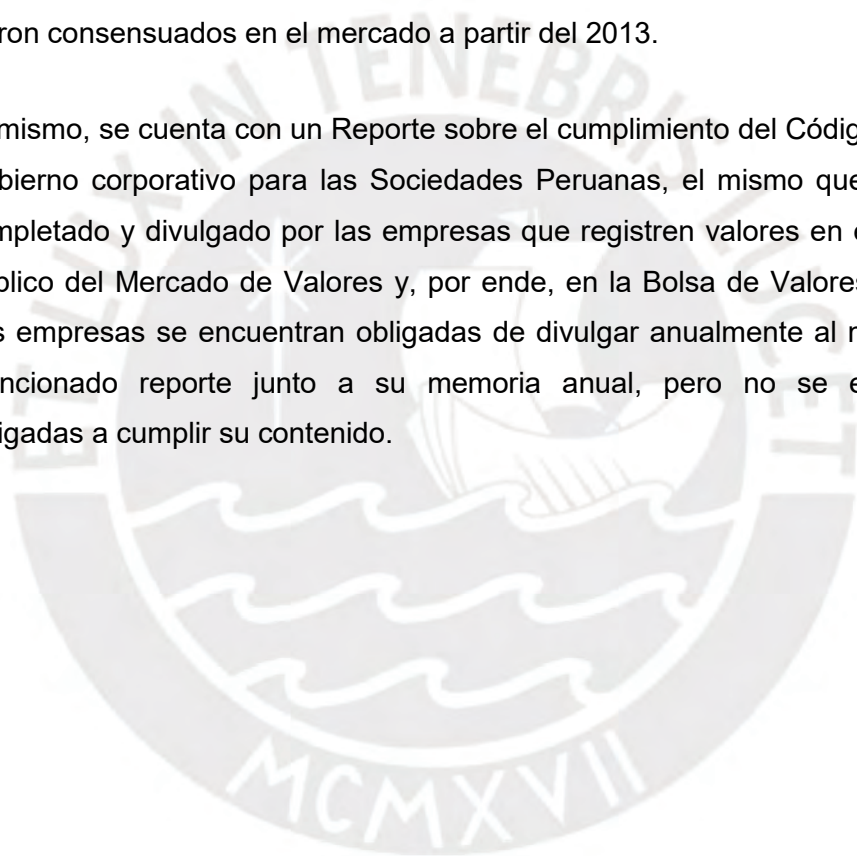 ron consensuados en el mercado a partir del 2013.
mismo, se cuenta con un Reporte sobre el cumplimiento del Códig
bierno corporativo para las Sociedades Peruanas, el mismo que
mpletado y divulgado por las empresas que registren valores en
blico del Mercado de Valores y, por ende, en la Bolsa de Valores
s empresas se encuentran obligadas de divulgar anualmente al
ncionado reporte junto a su memoria anual, pero no se e
igadas a cumplir su contenido.
ET LUX IN TENEBRIS LUCET
MCMXVII